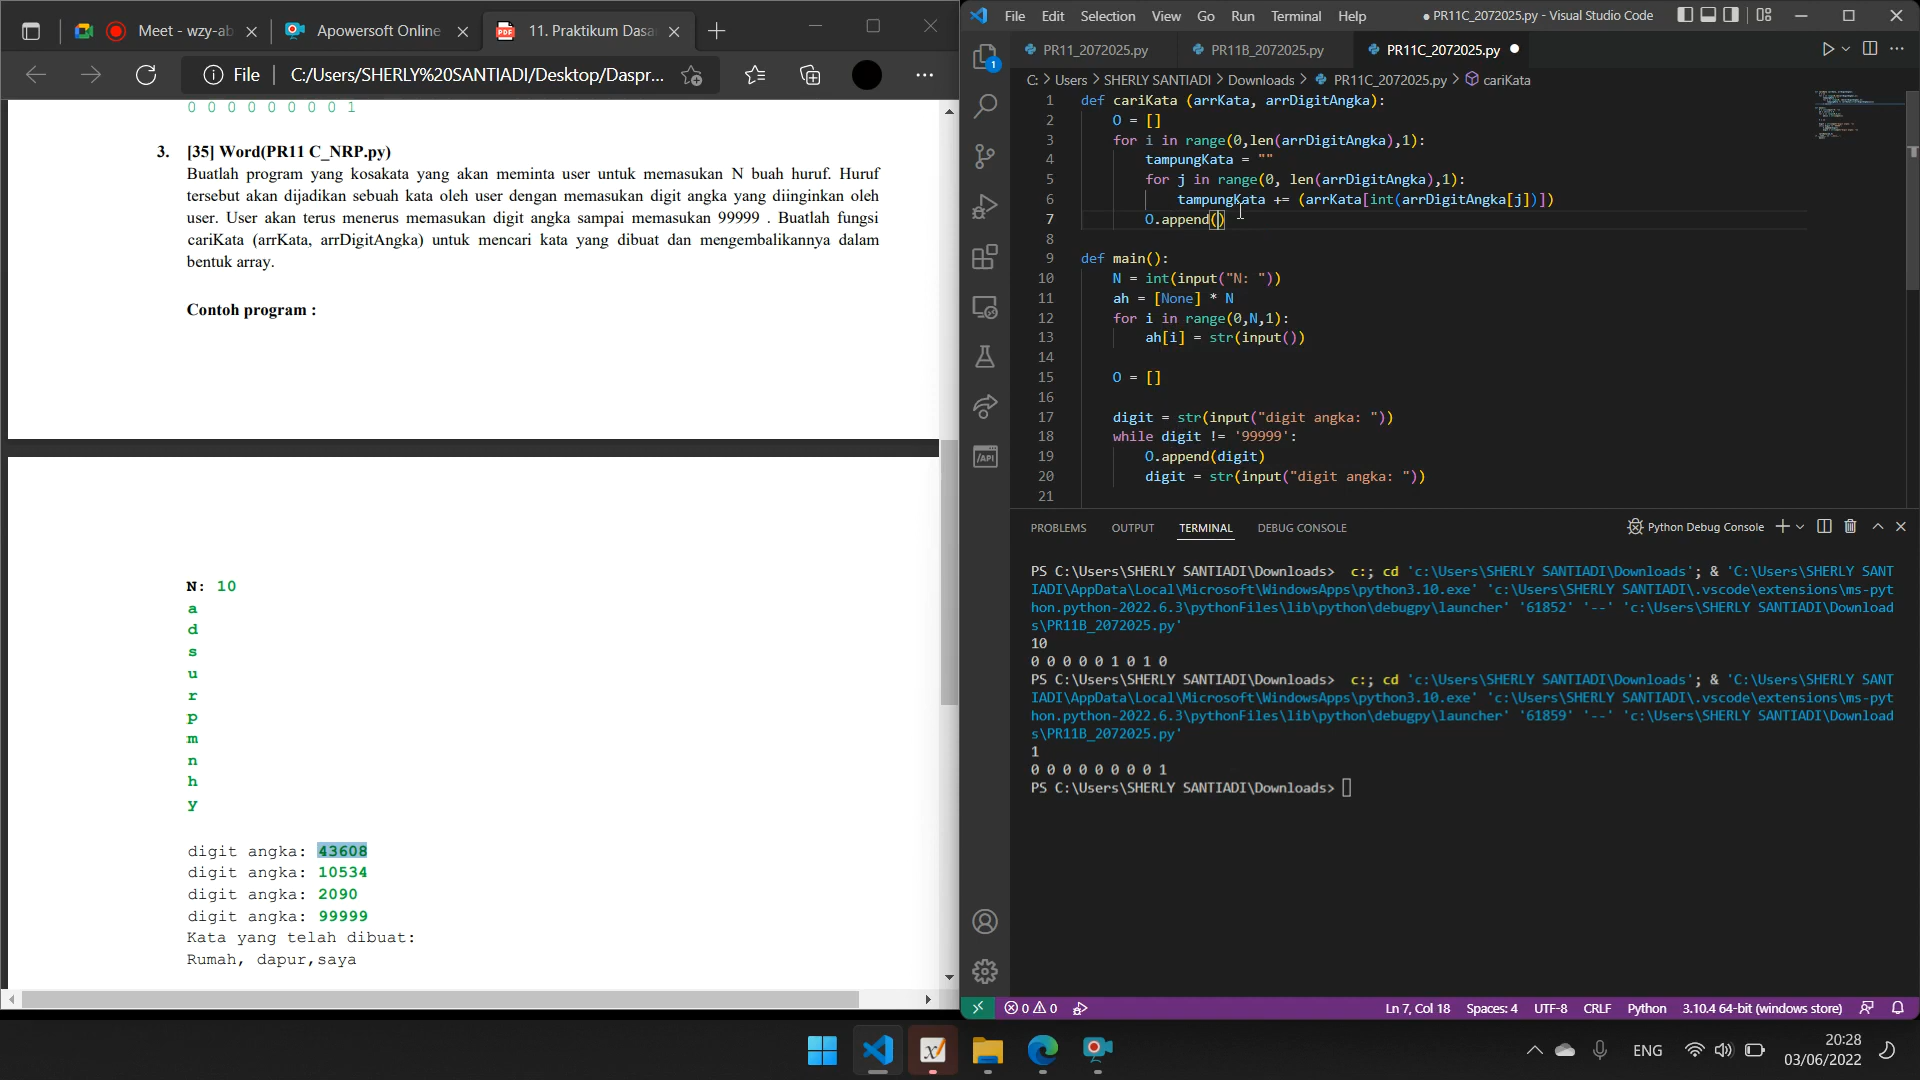 Meet - wzy-ab
Apowersoft Online
11. Praktikum Dasa
File
C:/Users/SHERLY%20SANTIADI/Desktop/Daspr...
0 0 0 0 0 0 0 0 1
3. [35] Word(PR11 C_NRP.py)
Buatlah program yang kosakata yang akan meminta user untuk memasukan N buah huruf. Huruf
tersebut akan dijadikan sebuah kata oleh user dengan memasukan digit angka yang diinginkan oleh
user. User akan terus menerus memasukan digit angka sampai memasukan 99999 . Buatlah fungsi
cariKata (arrKata, arrDigitAngka) untuk mencari kata yang dibuat dan mengembalikannya dalam
bentuk array.
Contoh program :
N: 10
a
d
s
u
r
p
m
n
h
y
digit angka: 43608
digit angka: 10534
digit angka: 2090
digit angka: 99999
Kata yang telah dibuat:
Rumah, dapur,saya
File Edit Selection View Go Run Terminal Help
● PR11C_2072025.py - Visual Studio Code
PR11_2072025.py
PR11B_2072025.py
PR11C_2072025.py
C: > Users > SHERLY SANTIADI > Downloads > PR11C_2072025.py > cariKata
1 def cariKata (arrKata, arrDigitAngka):
2 O = []
3 for i in range(0,len(arrDigitAngka),1):
4 tampungKata = ""
5 for j in range(0, len(arrDigitAngka),1):
6 tampungKata += (arrKata[int(arrDigitAngka[j])])
7 O.append()
8
9 def main():
10 N = int(input("N: "))
11 ah = [None] * N
12 for i in range(0,N,1):
13 ah[i] = str(input())
14
15 O = []
16
17 digit = str(input("digit angka: "))
18 while digit != '99999':
19 O.append(digit)
20 digit = str(input("digit angka: "))
21
1
/API
PROBLEMS OUTPUT TERMINAL DEBUG CONSOLE
Python Debug Console
PS C:\Users\SHERLY SANTIADI\Downloads> c:; cd 'c:\Users\SHERLY SANTIADI\Downloads'; & 'C:\Users\SHERLY SANT
IADI\AppData\Local\Microsoft\WindowsApps\python3.10.exe' 'c:\Users\SHERLY SANTIADI\.vscode\extensions\ms-pyt
hon.python-2022.6.3\pythonFiles\lib\python\debugpy\launcher' '61852' '--' 'c:\Users\SHERLY SANTIADI\Download
s\PR11B_2072025.py'
10
0 0 0 0 0 1 0 1 0
PS C:\Users\SHERLY SANTIADI\Downloads> c:; cd 'c:\Users\SHERLY SANTIADI\Downloads'; & 'C:\Users\SHERLY SANT
IADI\AppData\Local\Microsoft\WindowsApps\python3.10.exe' 'c:\Users\SHERLY SANTIADI\.vscode\extensions\ms-pyt
hon.python-2022.6.3\pythonFiles\lib\python\debugpy\launcher' '61859' '--' 'c:\Users\SHERLY SANTIADI\Download
s\PR11B_2072025.py'
1
0 0 0 0 0 0 0 0 1
PS C:\Users\SHERLY SANTIADI\Downloads>
0 0
Ln 7, Col 18 Spaces: 4 UTF-8 CRLF Python 3.10.4 64-bit (windows store)
ENG
20:28
03/06/2022